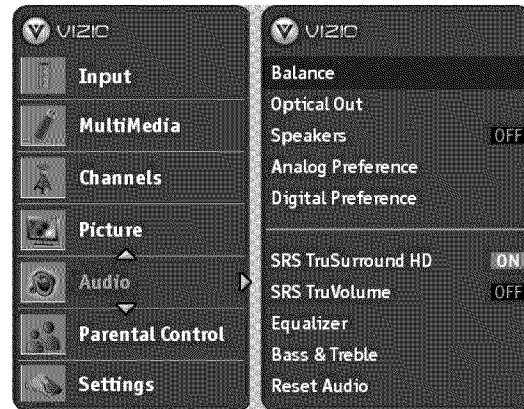 VIZIO
Input
MultiMedia
Channels
Picture
Audio
Parental Control
Settings
VIZIO
Balance
Optical Out
Speakers OFF
Analog Preference
Digital Preference
SRS TruSurround HD ON
SRS TruVolume OFF
Equalizer
Bass & Treble
Reset Audio